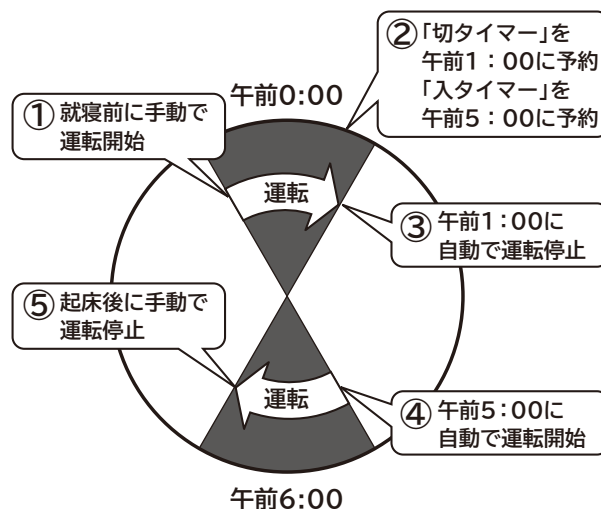 午前0:00
① 就寝前に手動で
運転開始
②「切タイマー」を
午前1:00に予約
「入タイマー」を
午前5:00に予約
運転
③ 午前1:00に
自動で運転停止
④ 午前5:00に
自動で運転開始
運転
⑤ 起床後に手動で
運転停止
午前6:00